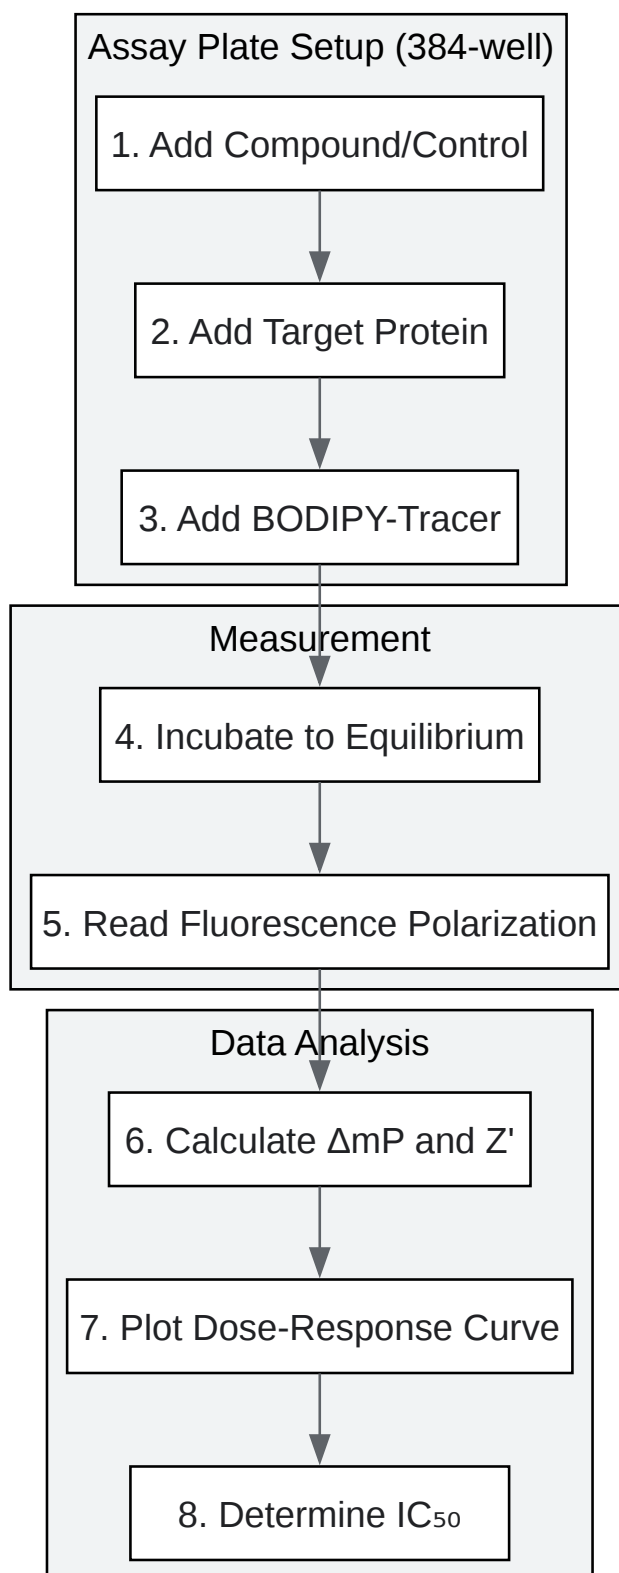 Assay Plate Setup (384-well)
1. Add Compound/Control
2. Add Target Protein
3. Add BODIPY-Tracer
Measurement
4. Incubate to Equilibrium
5. Read Fluorescence Polarization
Data Analysis
6. Calculate ΔmP and Z'
7. Plot Dose-Response Curve
8. Determine IC₅₀